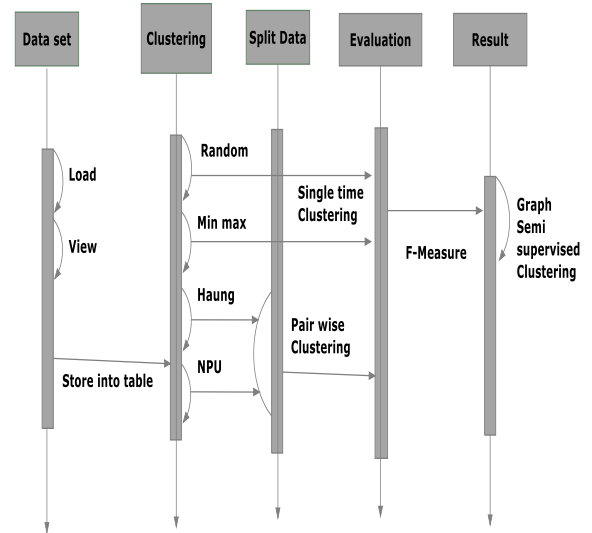 Data set
Clustering
Split Data
Evaluation
Result
Random
Load
Single time
Clustering
Graph
Semi
supervised
Clustering
Min max
View
F-Measure
Haung
Pair wise
Clustering
NPU
Store into table